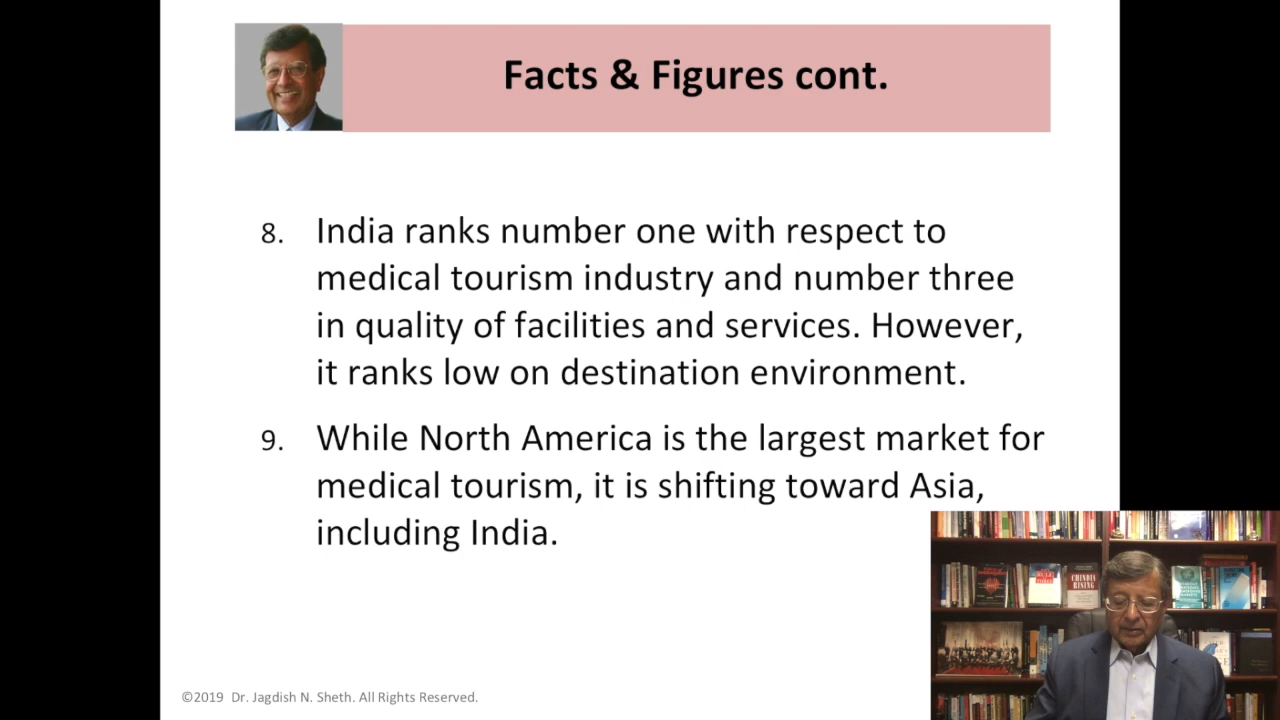 Facts & Figures cont.
8. India ranks number one with respect to
medical tourism industry and number three
in quality of facilities and services. However,
it ranks low on destination environment.
9. While North America is the largest market for
medical tourism, it is shifting toward Asia,
including India.
CHINDIA
RISING
©2019 Dr. Jagdish N. Sheth. All Rights Reserved.